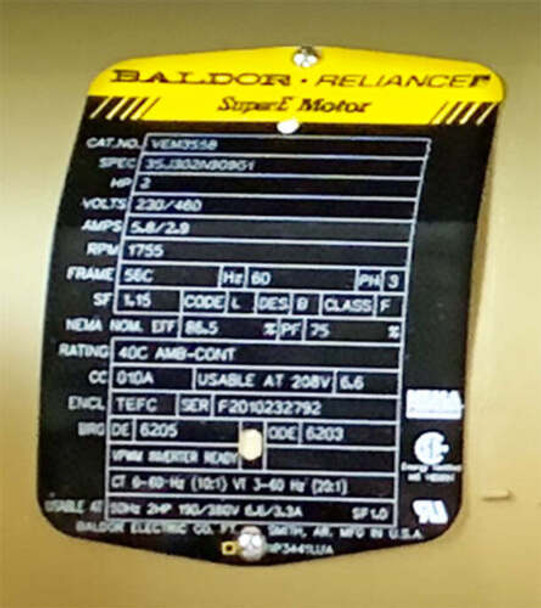 BALDOR · RELIANCE
SuperE Motor
CAT.NO. VEM3558
SPEC
HP 2
VOLTS 230/460
AMPS 5.8/2.9
RPM 1755
FRAME 56C Hz 60 PH 3
SF 1.15 CODE L DES B CLASS F
NEMA NOM. EFF 86.5 % PF 75 %
RATING 40C AMB-CONT
CC 010A USABLE AT 208V 6.6
ENCL TEFC SER F2010232792
BRG DE 6205 ODE 6203
VPWM INVERTER READY
CT 6-60 Hz (10:1) VT 3-60 Hz (20:1)
USABLE AT 50Hz 2HP 190/380V 6.6/3.3A SF1.0
BALDOR ELECTRIC CO. FT. SMITH, AR. MFD IN U.S.A.